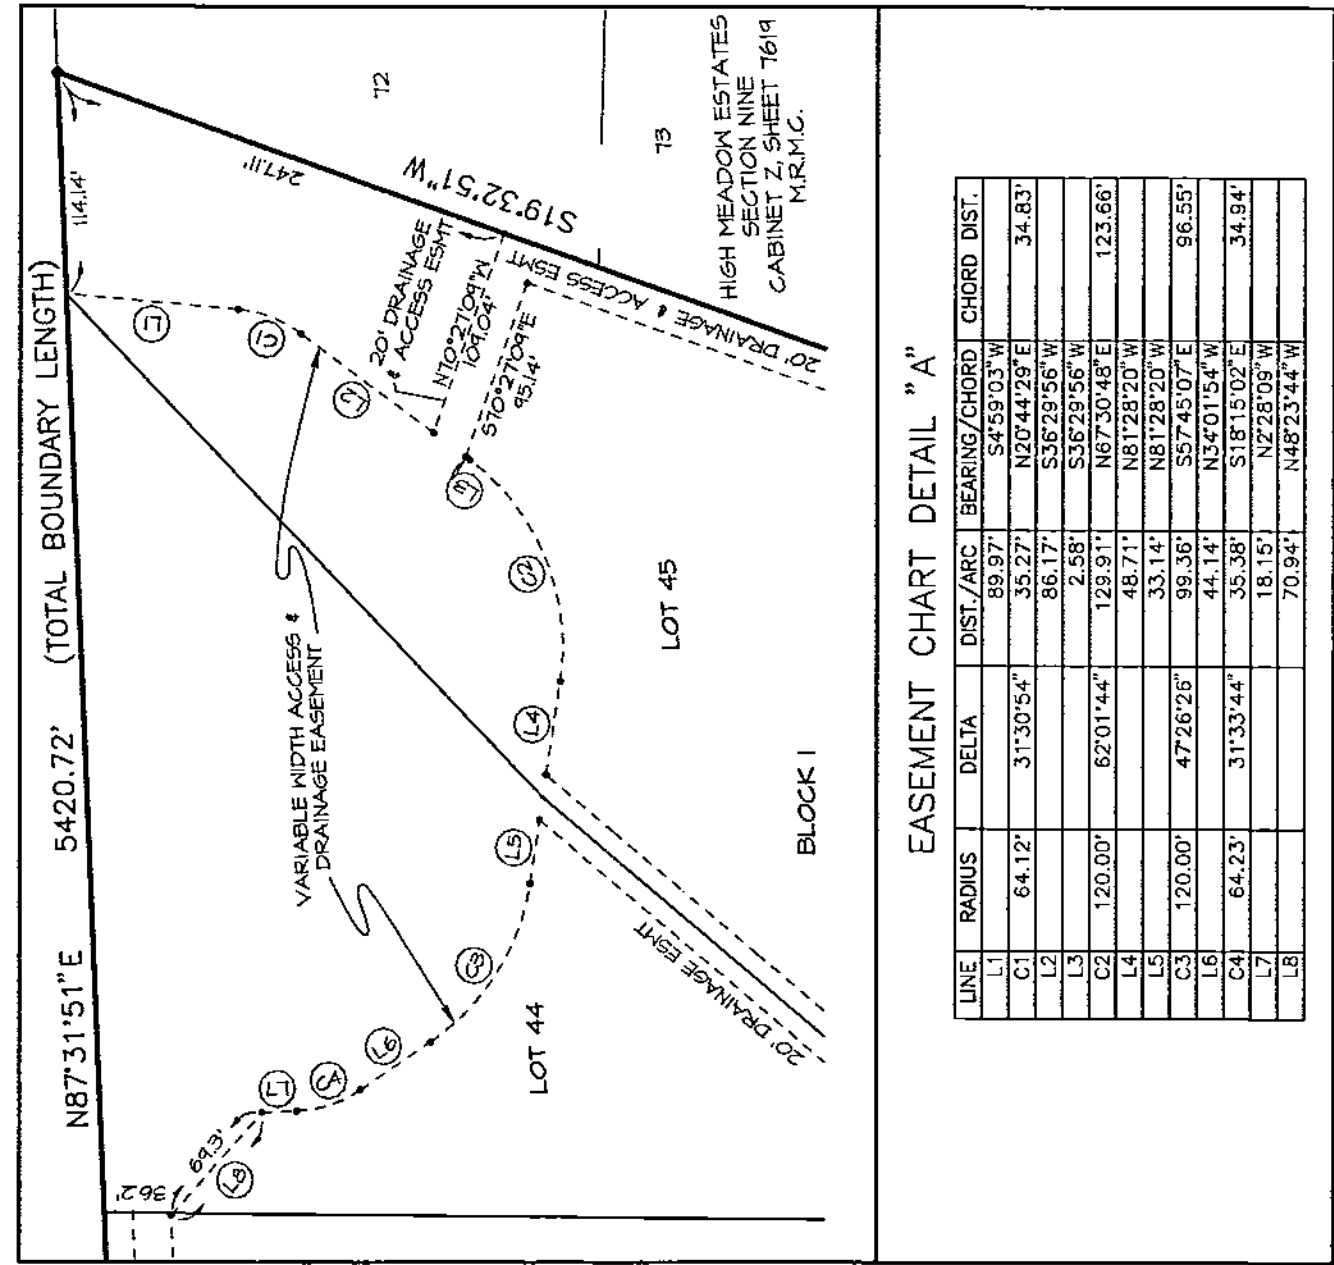 N87°31'51"E 5420.72' (TOTAL BOUNDARY LENGTH)
114.14'
247.11'
S19°32'51"W
72
73
HIGH MEADOW ESTATES
SECTION NINE
CABINET Z, SHEET 7619
M.R.M.C.
L1
C1
L2
20' DRAINAGE
& ACCESS ESMT
N70°27'09"W
109.04'
S70°27'09"E
95.14'
20' DRAINAGE & ACCESS ESMT
L3
C2
L4
LOT 45
VARIABLE WIDTH ACCESS &
DRAINAGE EASEMENT
L5
C3
L6
C4
L7
L8
69.3'
36.2'
LOT 44
20' DRAINAGE ESMT
BLOCK 1
EASEMENT CHART DETAIL "A"
LINE RADIUS DELTA DIST./ARC BEARING/CHORD CHORD DIST.
L1 89.97' S4°59'03"W
C1 64.12' 31°30'54" 35.27' N20°44'29"E 34.83'
L2 86.17' S36°29'56"W
L3 2.58' S36°29'56"W
C2 120.00' 62°01'44" 129.91' N67°30'48"E 123.66'
L4 48.71' N81°28'20"W
L5 33.14' N81°28'20"W
C3 120.00' 47°26'26" 99.36' S57°45'07"E 96.55'
L6 44.14' N34°01'54"W
C4 64.23' 31°33'44" 35.38' S18°15'02"E 34.94'
L7 18.15' N2°28'09"W
L8 70.94' N48°23'44"W